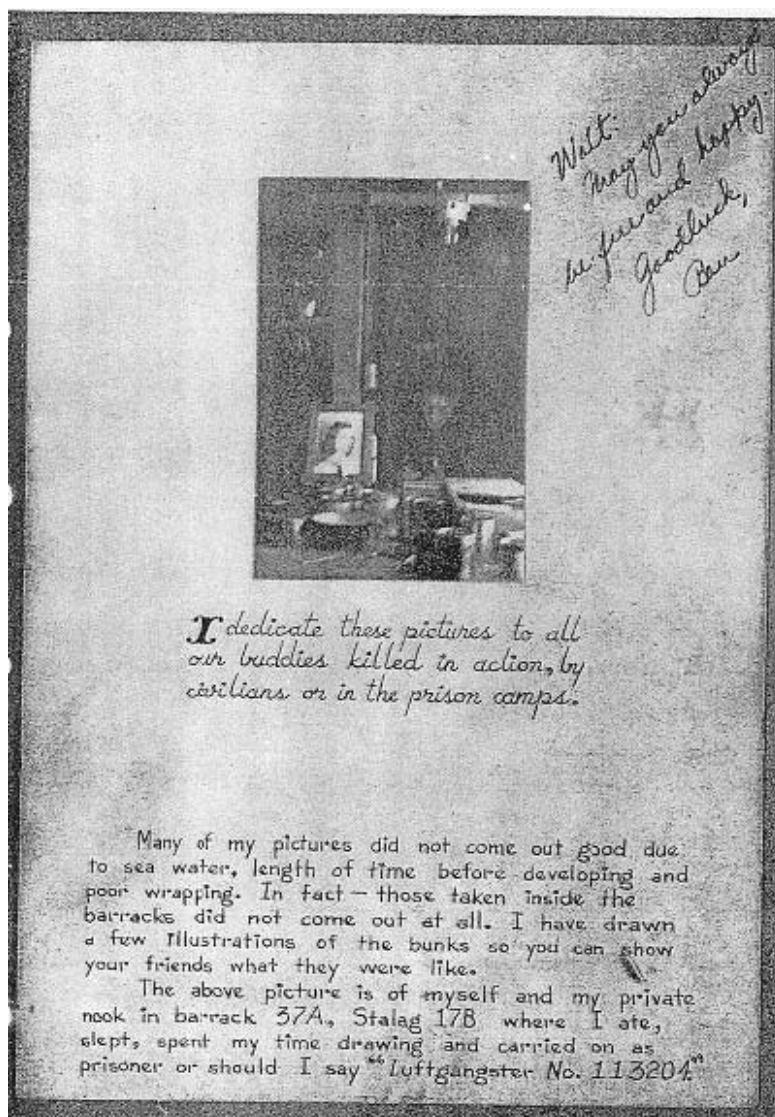 Walt:
May you always
be free and happy.
Goodluck,
Ben
I dedicate these pictures to all
our buddies killed in action, by
civilians or in the prison camps.
Many of my pictures did not come out good due
to sea water, length of time before developing and
poor wrapping. In fact — those taken inside the
barracks did not come out at all. I have drawn
a few illustrations of the bunks so you can show
your friends what they were like.
The above picture is of myself and my private
nook in barrack 37A, Stalag 17B where I ate,
slept, spent my time drawing and carried on as
prisoner or should I say "Luftgangster No. 113204"